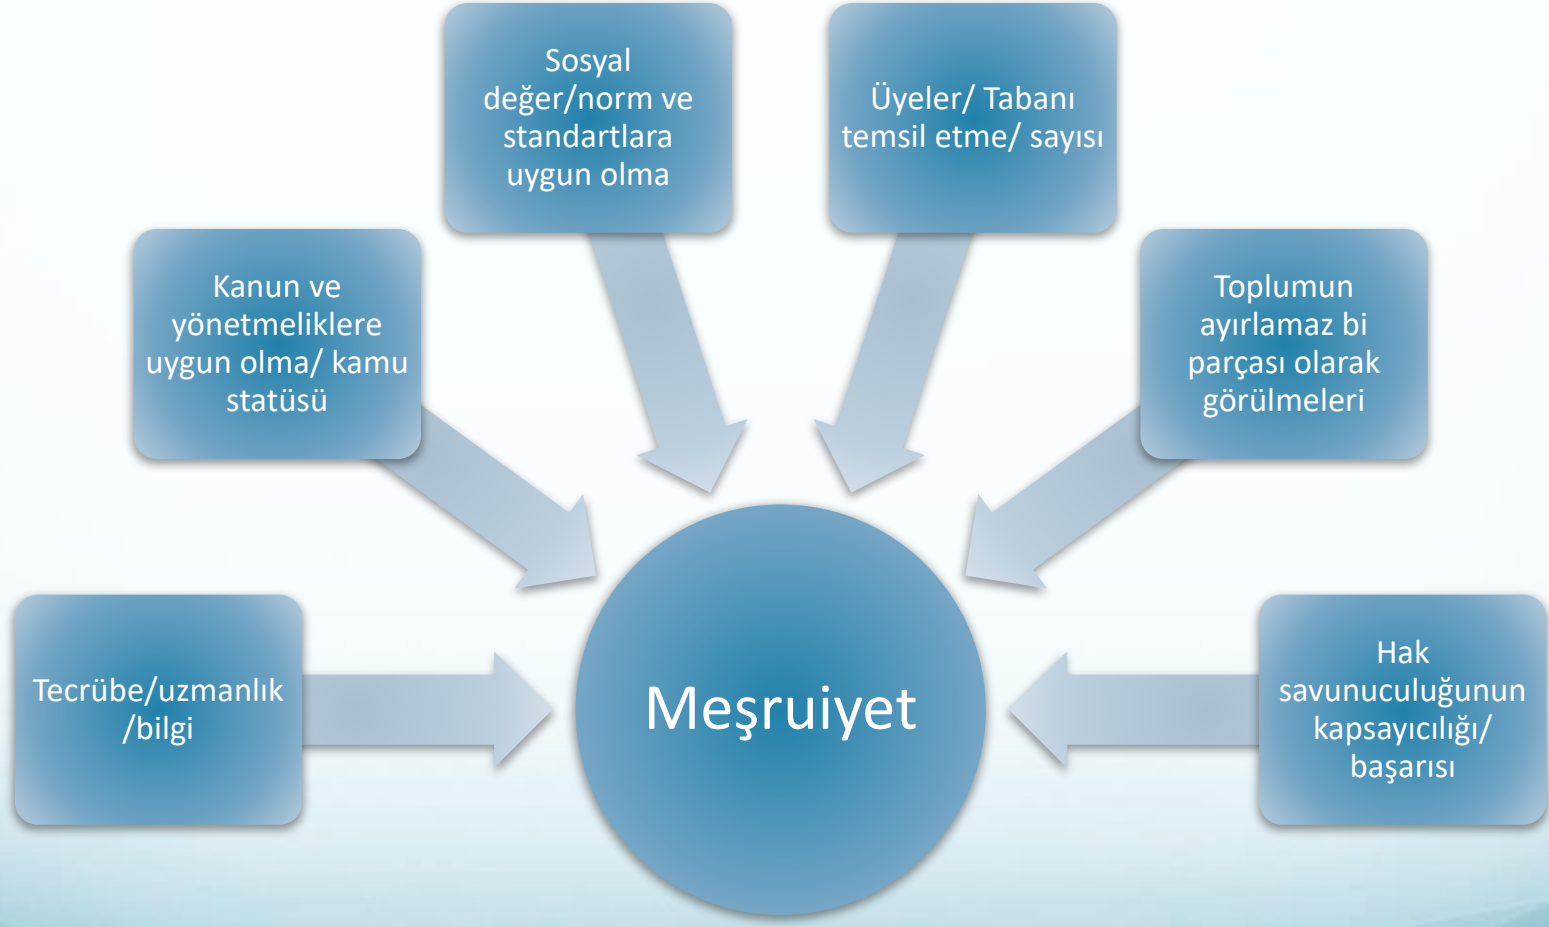 Sosyal
değer/norm ve
standartlara
uygun olma
Üyeler/ Tabanı
temsil etme/ sayısı
Kanun ve
yönetmeliklere
uygun olma/ kamu
statüsü
Toplumun
ayırlamaz bi
parçası olarak
görülmeleri
Tecrübe/uzmanlık
/bilgi
Meşruiyet
Hak
savunuculuğunun
kapsayıcılığı/
başarısı